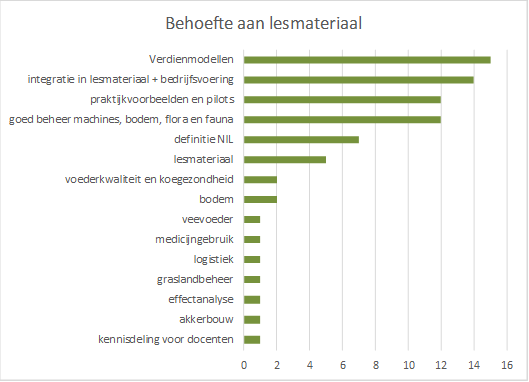 Behoefte aan lesmateriaal
Verdienmodellen
integratie in lesmateriaal + bedrijfsvoering
praktijkvoorbeelden en pilots
goed beheer machines, bodem, flora en fauna
definitie NIL
lesmateriaal
voederkwaliteit en koegezondheid
bodem
veevoeder
medicijngebruik
logistiek
graslandbeheer
effectanalyse
akkerbouw
kennisdeling voor docenten
0 2 4 6 8 10 12 14 16